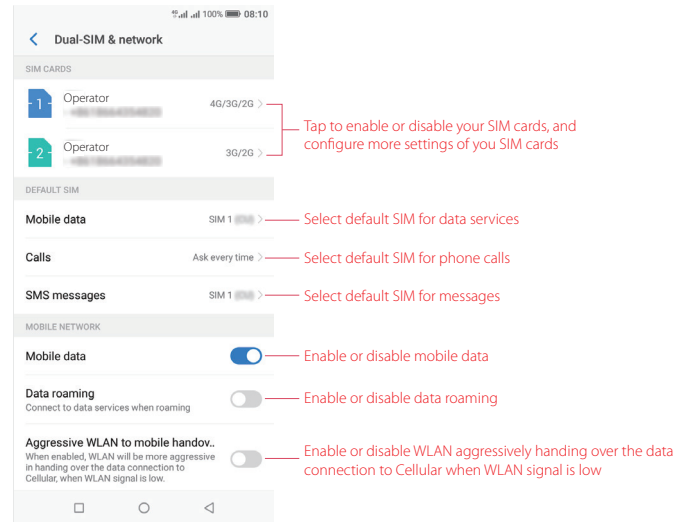 4G 100% 08:10
Dual-SIM & network
SIM CARDS
1 Operator 4G/3G/2G
Tap to enable or disable your SIM cards, and
configure more settings of you SIM cards
2 Operator 3G/2G
DEFAULT SIM
Mobile data SIM 1 Select default SIM for data services
Calls Ask every time Select default SIM for phone calls
SMS messages SIM 1 Select default SIM for messages
MOBILE NETWORK
Mobile data Enable or disable mobile data
Data roaming
Connect to data services when roaming
Enable or disable data roaming
Aggressive WLAN to mobile handov..
When enabled, WLAN will be more aggressive
in handing over the data connection to
Cellular, when WLAN signal is low.
Enable or disable WLAN aggressively handing over the data
connection to Cellular when WLAN signal is low